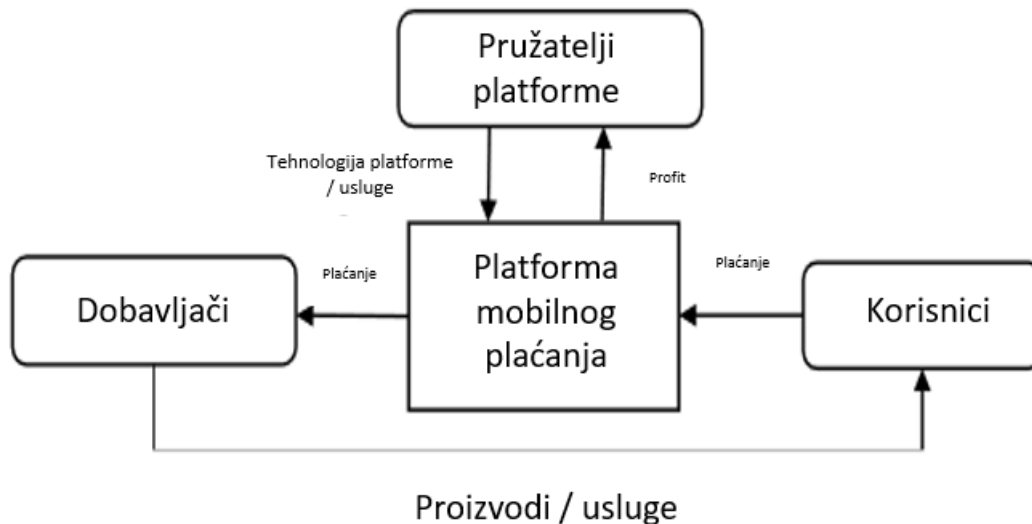 Pružatelji
platforme
Tehnologija platforme
/ usluge
Profit
Plaćanje
Platforma
mobilnog
plaćanja
Plaćanje
Dobavljači
Korisnici
Proizvodi / usluge